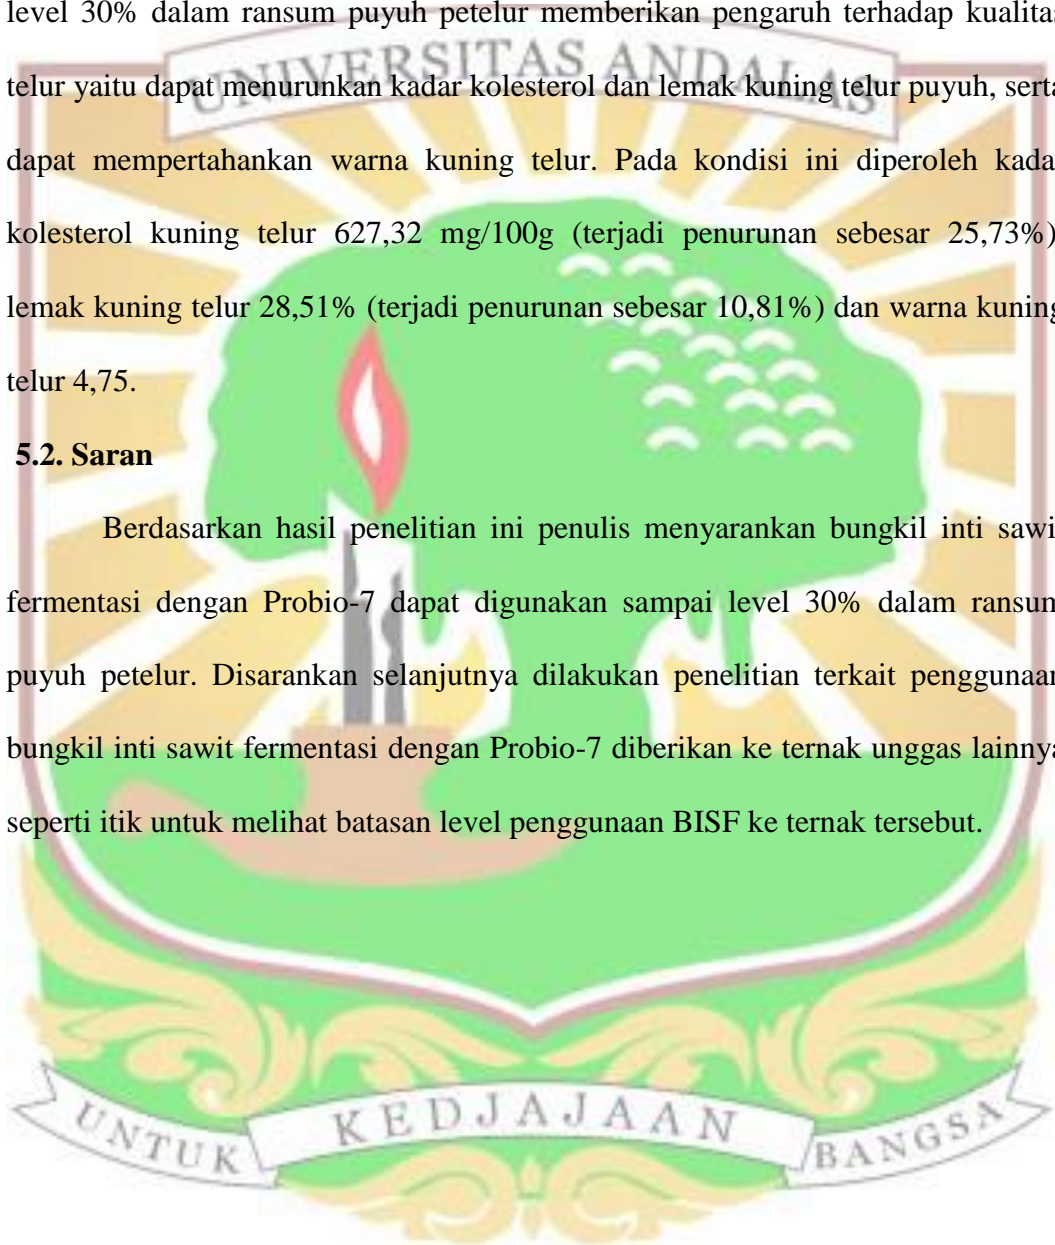 level 30% dalam ransum puyuh petelur memberikan pengaruh terhadap kualitas
UNIVERSITAS ANDALAS
telur yaitu dapat menurunkan kadar kolesterol dan lemak kuning telur puyuh, serta
dapat mempertahankan warna kuning telur. Pada kondisi ini diperoleh kadar
kolesterol kuning telur 627,32 mg/100g (terjadi penurunan sebesar 25,73%)
lemak kuning telur 28,51% (terjadi penurunan sebesar 10,81%) dan warna kuning
telur 4,75.
5.2. Saran
Berdasarkan hasil penelitian ini penulis menyarankan bungkil inti sawit
fermentasi dengan Probio-7 dapat digunakan sampai level 30% dalam ransum
puyuh petelur. Disarankan selanjutnya dilakukan penelitian terkait penggunaan
bungkil inti sawit fermentasi dengan Probio-7 diberikan ke ternak unggas lainnya
seperti itik untuk melihat batasan level penggunaan BISF ke ternak tersebut.
UNTUK KEDJAJAAN BANGSA